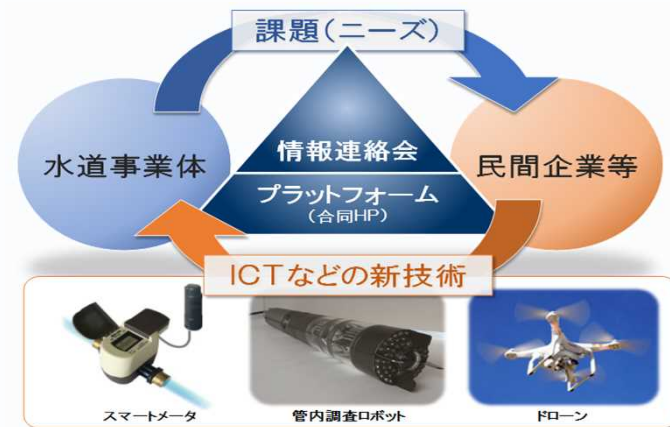 課題(ニーズ)
水道事業体
情報連絡会
プラットフォーム
(合同HP)
民間企業等
ICTなどの新技術
スマートメータ
管内調査ロボット
ドローン